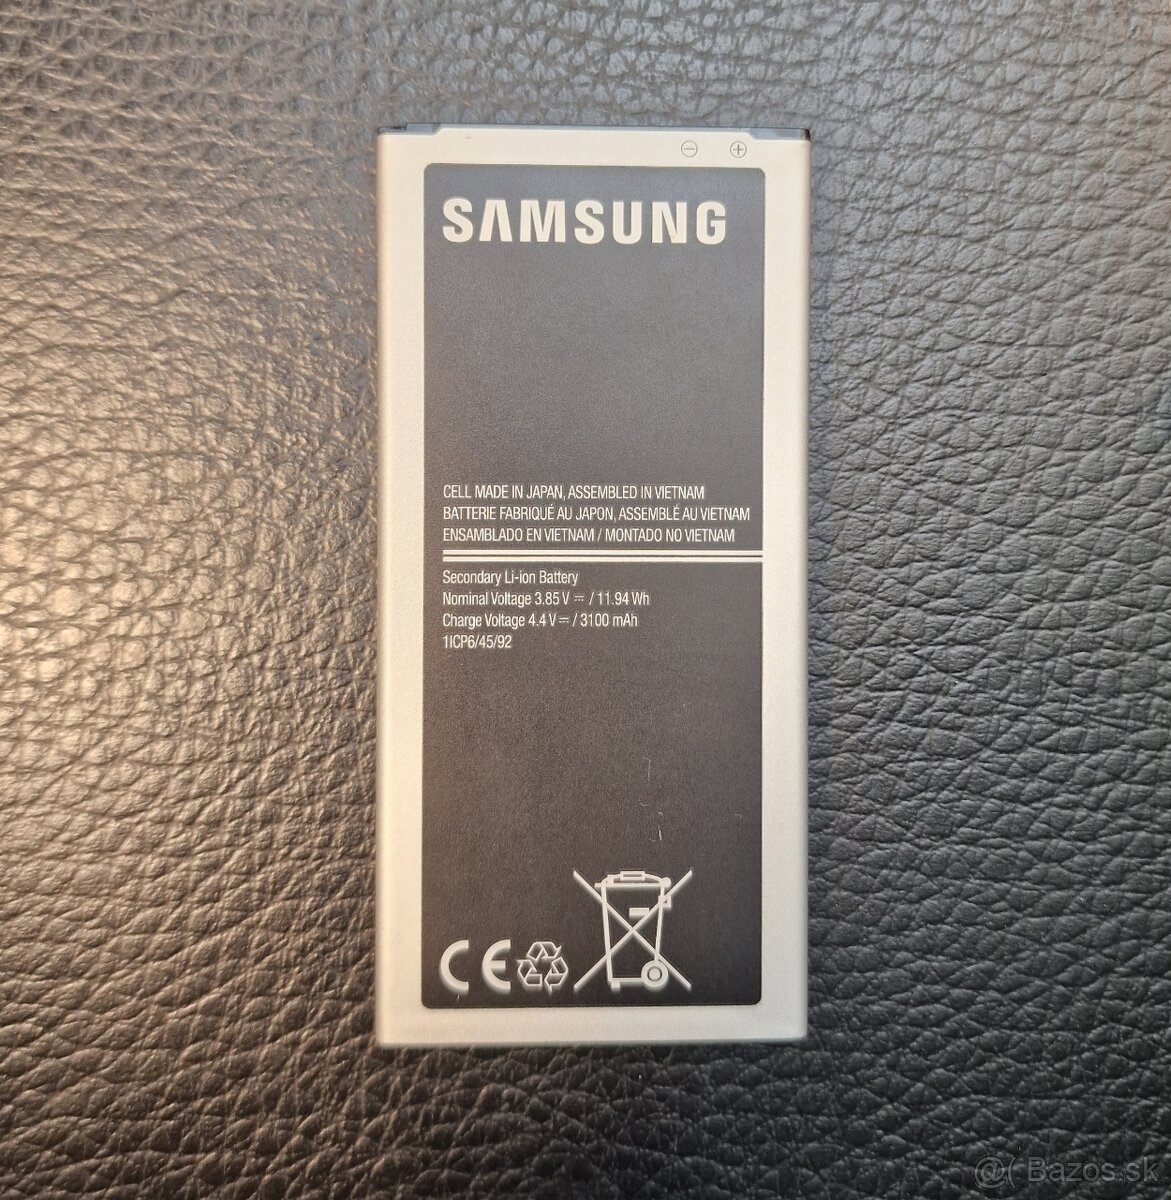 SAMSUNG
CELL MADE IN JAPAN, ASSEMBLED IN VIETNAM
BATTERIE FABRIQUÉ AU JAPON, ASSEMBLÉ AU VIETNAM
ENSAMBLADO EN VIETNAM / MONTADO NO VIETNAM
Secondary Li-ion Battery
Nominal Voltage 3.85 V ⎓ / 11.94 Wh
Charge Voltage 4.4 V ⎓ / 3100 mAh
1ICP6/45/92
CE
@( Bazos.sk